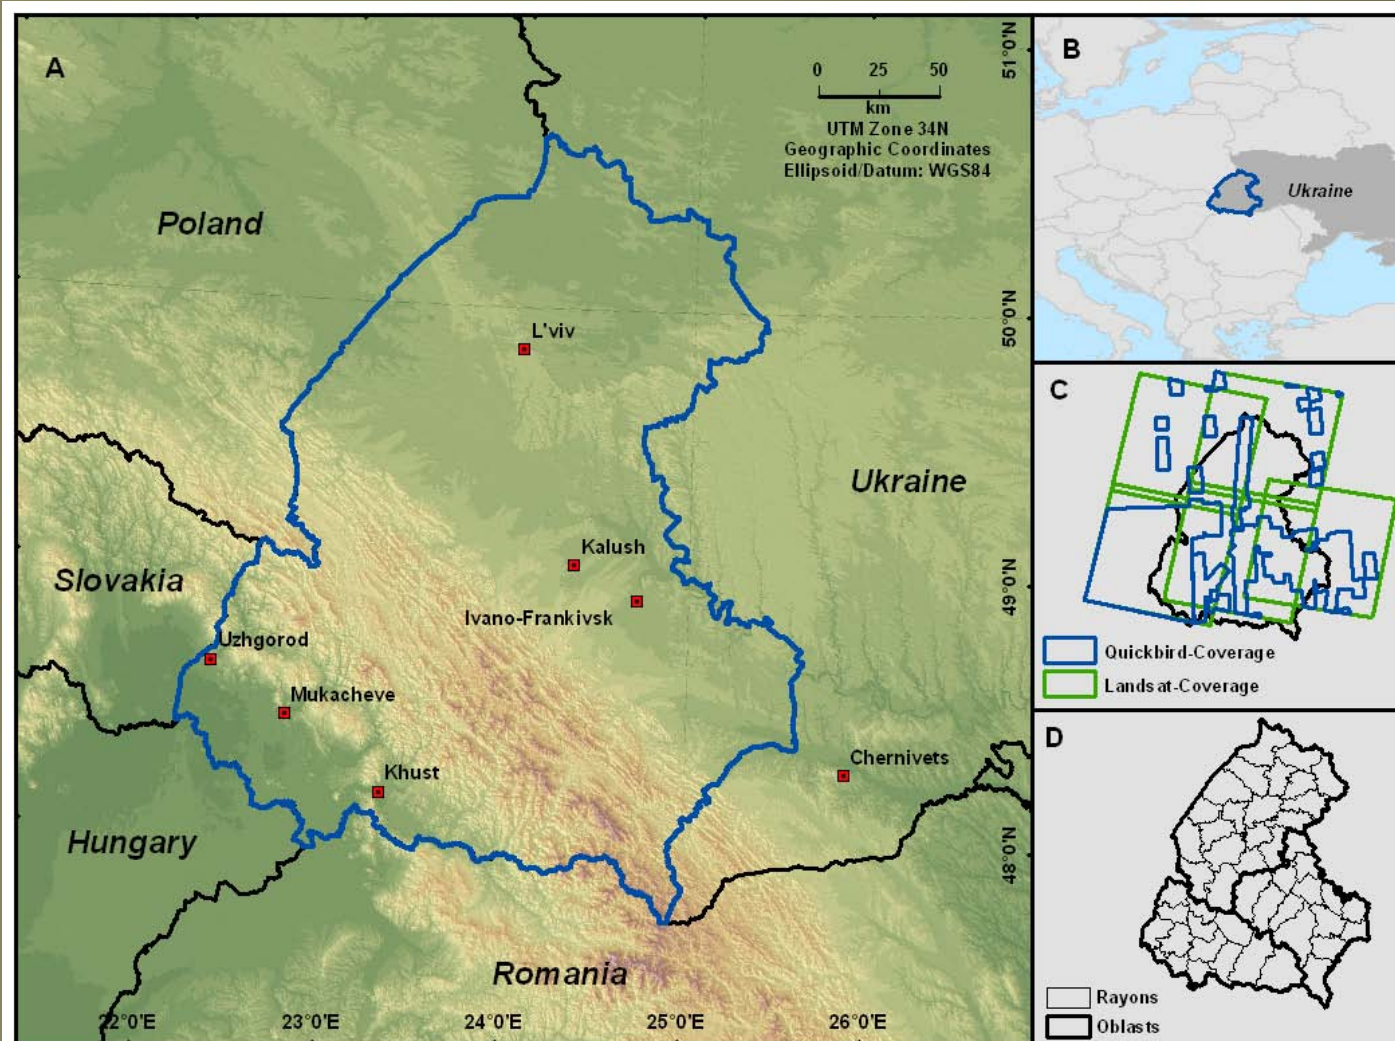 A
0 25 50
km
UTM Zone 34N
Geographic Coordinates
Ellipsoid/Datum: WGS84
51°0'N
Poland
L'viv
50°0'N
Ukraine
Kalush
Slovakia
Ivano-Frankivsk
49°0'N
Uzhgorod
Mukacheve
Chernivets
Khust
Hungary
48°0'N
Romania
22°0'E 23°0'E 24°0'E 25°0'E 26°0'E
B
Ukraine
C
Quickbird-Coverage
Landsat-Coverage
D
Rayons
Oblasts